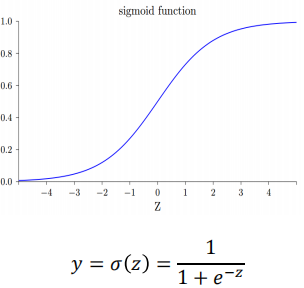 sigmoid function
1.0
0.8
0.6
0.4
0.2
0.0
−4 −3 −2 −1 0 1 2 3 4
Z
y = σ(z) = 1 / (1 + e^{−z})